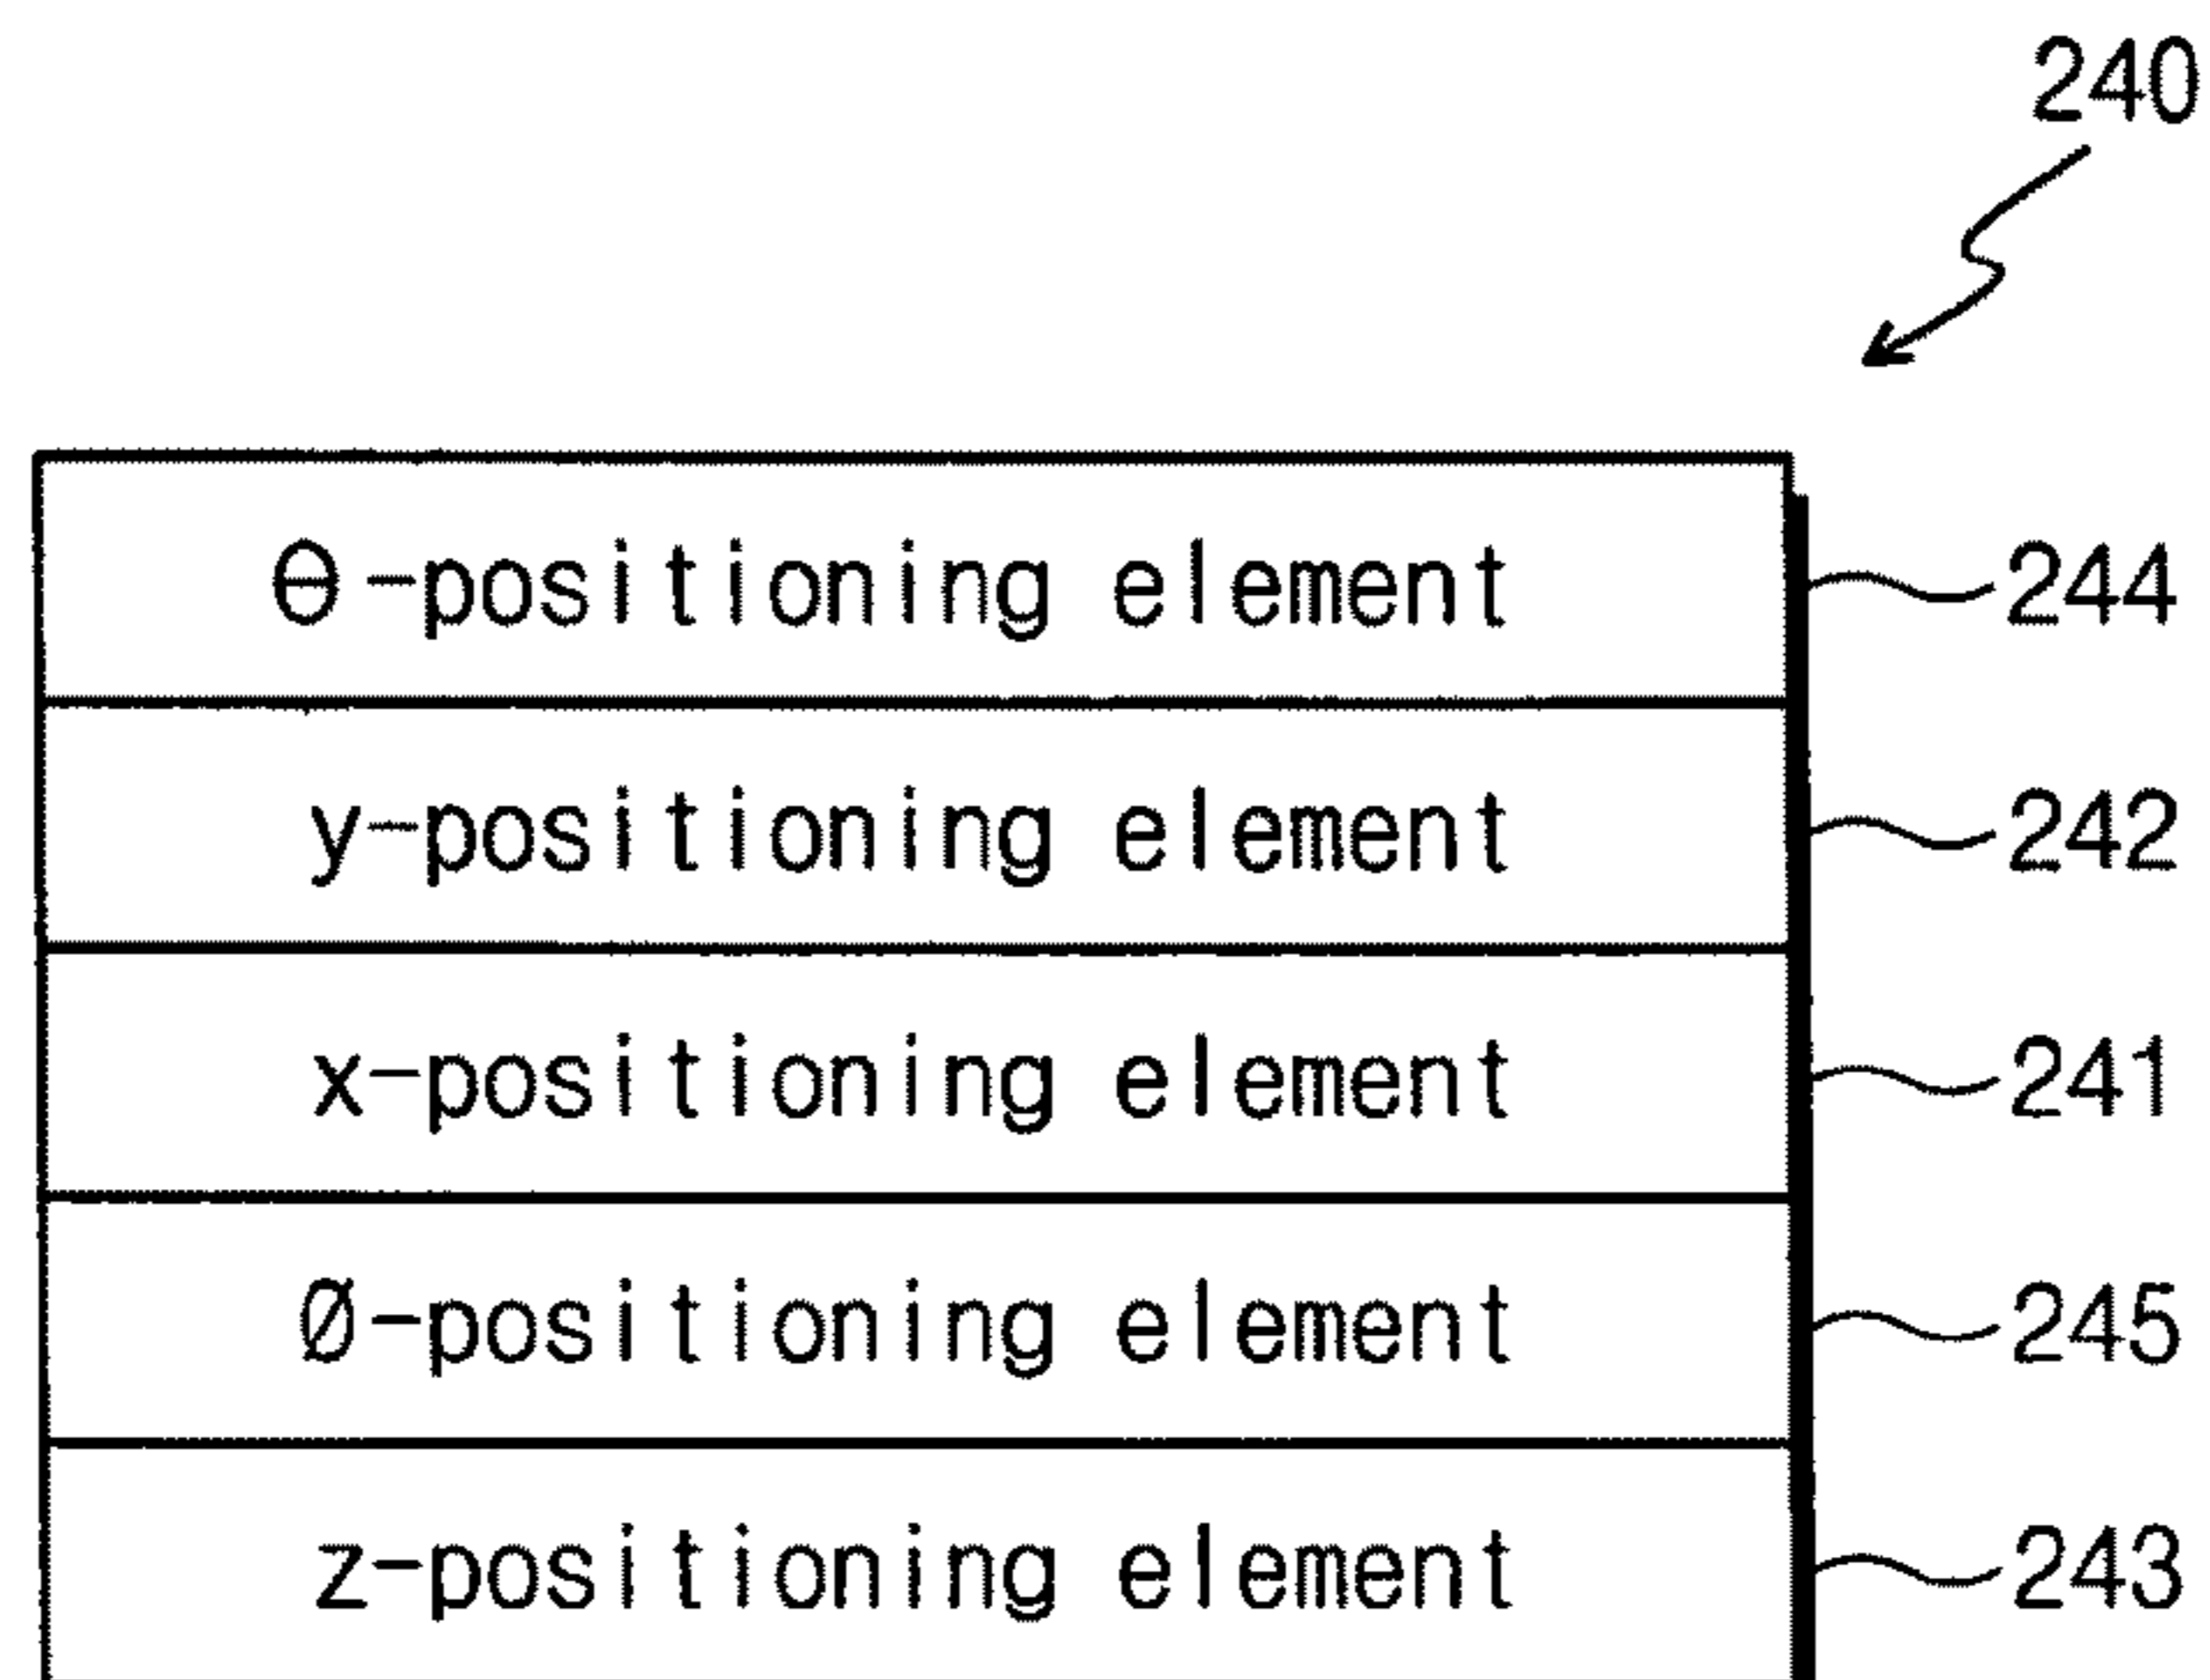 240
θ-positioning element 244
y-positioning element 242
x-positioning element 241
Ø-positioning element 245
z-positioning element 243